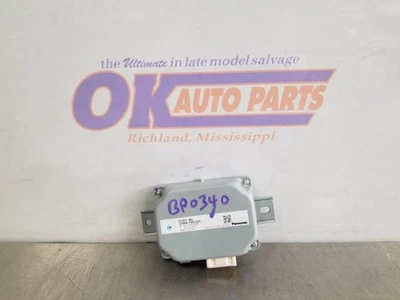 the Ultimate in late model salvage
OK AUTO PARTS
Richland, Mississippi
BP0340
Panasonic